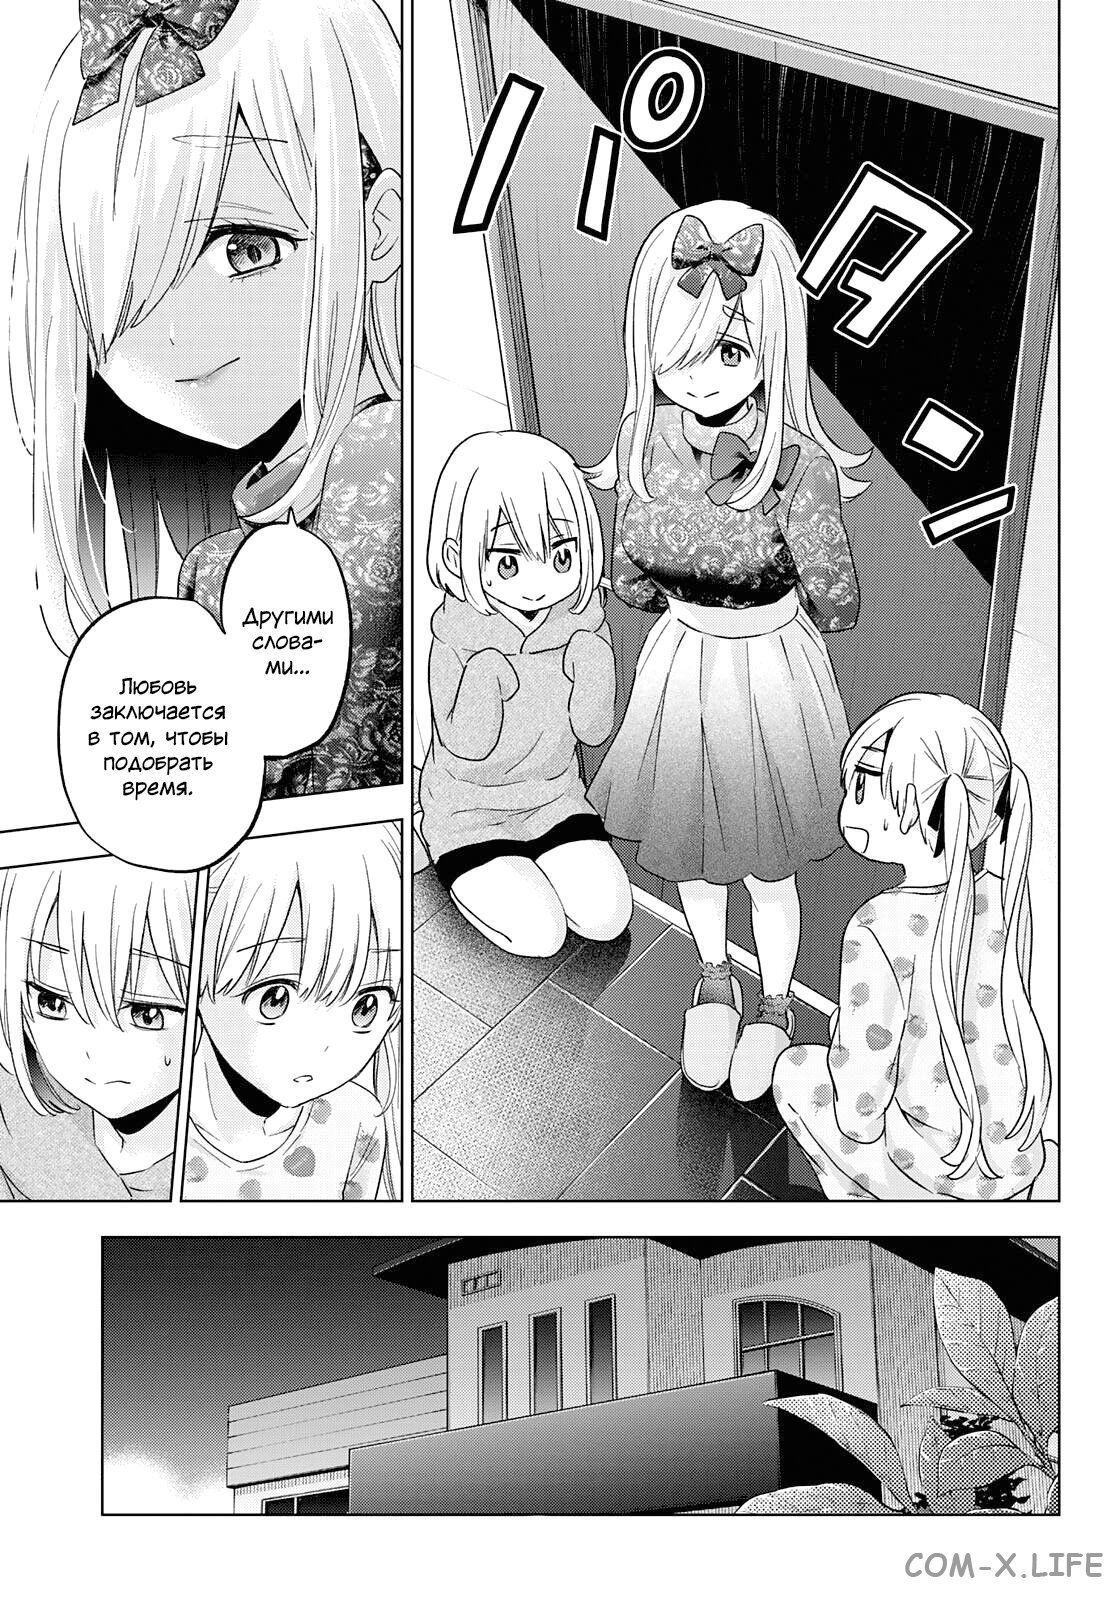 パタン
Другими
слова-
ми...
Любовь
заключается
в том, чтобы
подобрать
время.
COM-X.LIFE